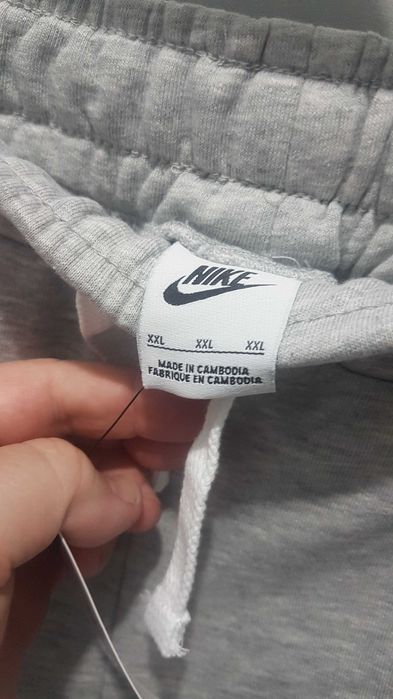 NIKE
XXL XXL XXL
MADE IN CAMBODIA
FABRIQUE EN CAMBODIA